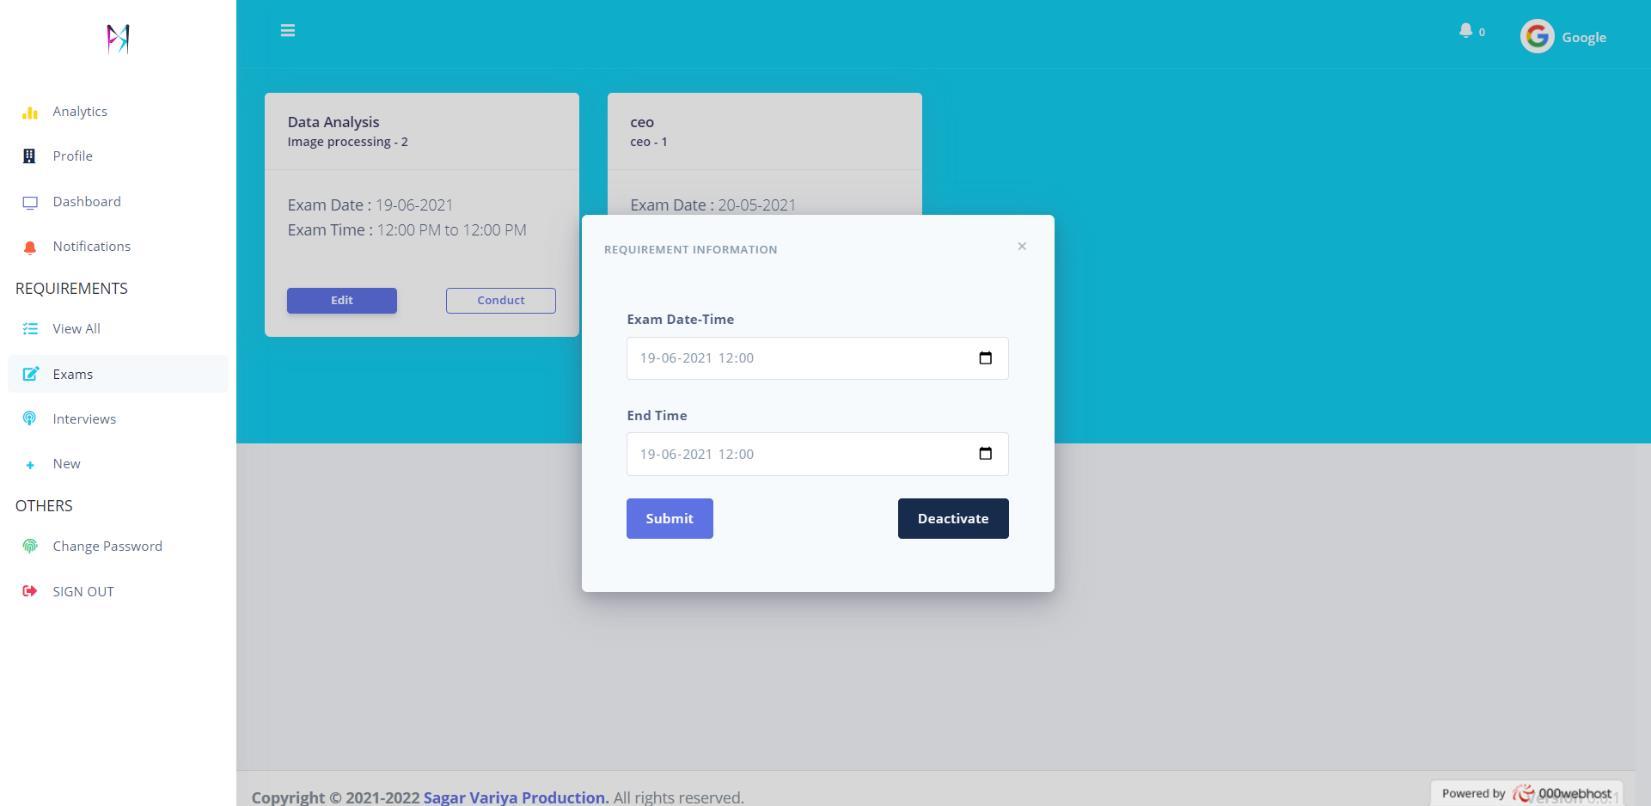 0
Google
Analytics
Profile
Dashboard
Notifications
REQUIREMENTS
View All
Exams
Interviews
New
OTHERS
Change Password
SIGN OUT
Data Analysis
Image processing - 2
Exam Date : 19-06-2021
Exam Time : 12:00 PM to 12:00 PM
Edit
Conduct
ceo
ceo - 1
Exam Date : 20-05-2021
REQUIREMENT INFORMATION
×
Exam Date-Time
19-06-2021 12:00
End Time
19-06-2021 12:00
Submit
Deactivate
Copyright © 2021-2022 Sagar Variya Production. All rights reserved.
Powered by 000webhost